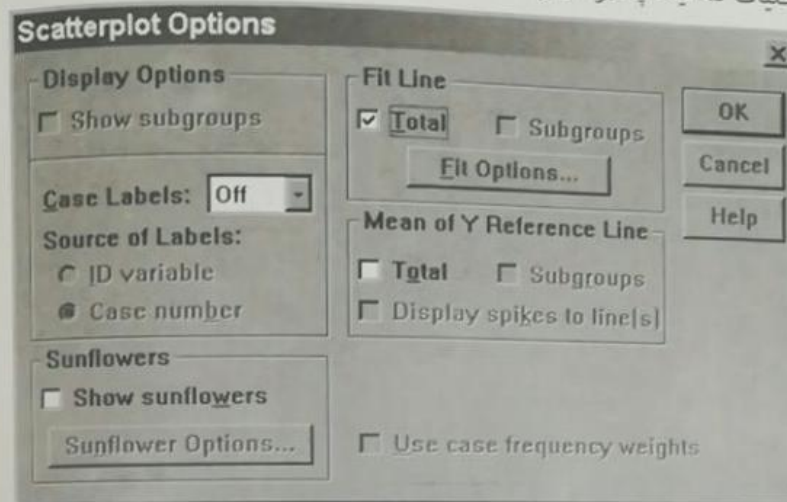 Scatterplot Options
Display Options
Show subgroups
Case Labels: Off
Source of Labels:
ID variable
Case number
Sunflowers
Show sunflowers
Sunflower Options...
Fit Line
Total Subgroups
Fit Options...
Mean of Y Reference Line
Total Subgroups
Display spikes to line(s)
Use case frequency weights
OK
Cancel
Help